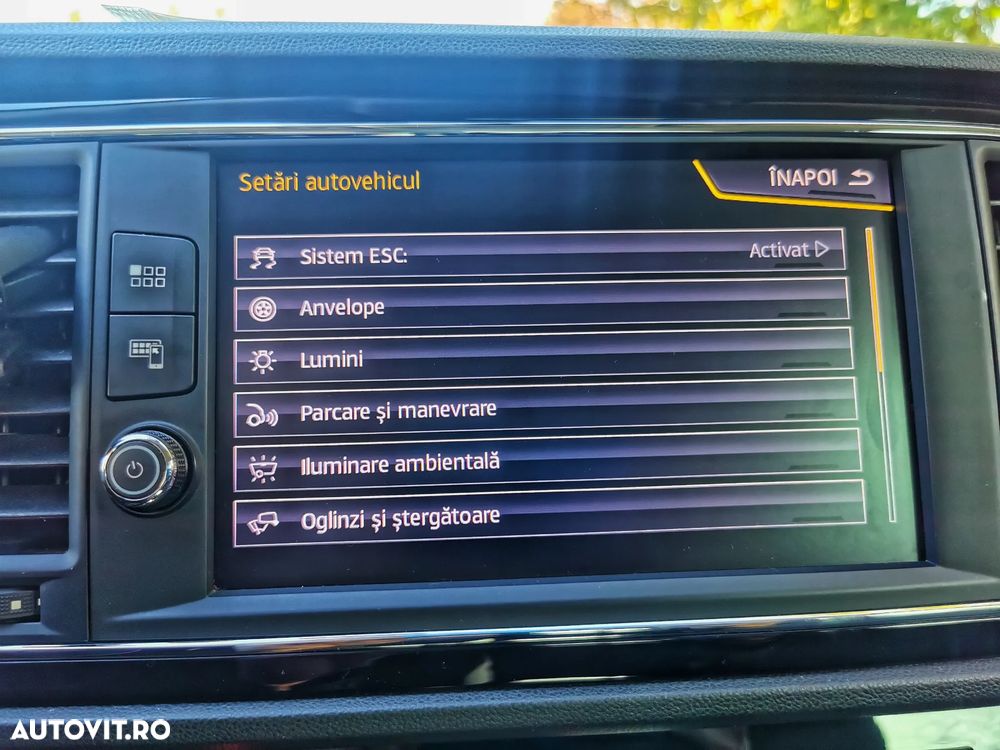 Setări autovehicul
ÎNAPOI
Sistem ESC:
Activat
Anvelope
Lumini
Parcare și manevrare
Iluminare ambientală
Oglinzi și ștergătoare
AUTOVIT.RO